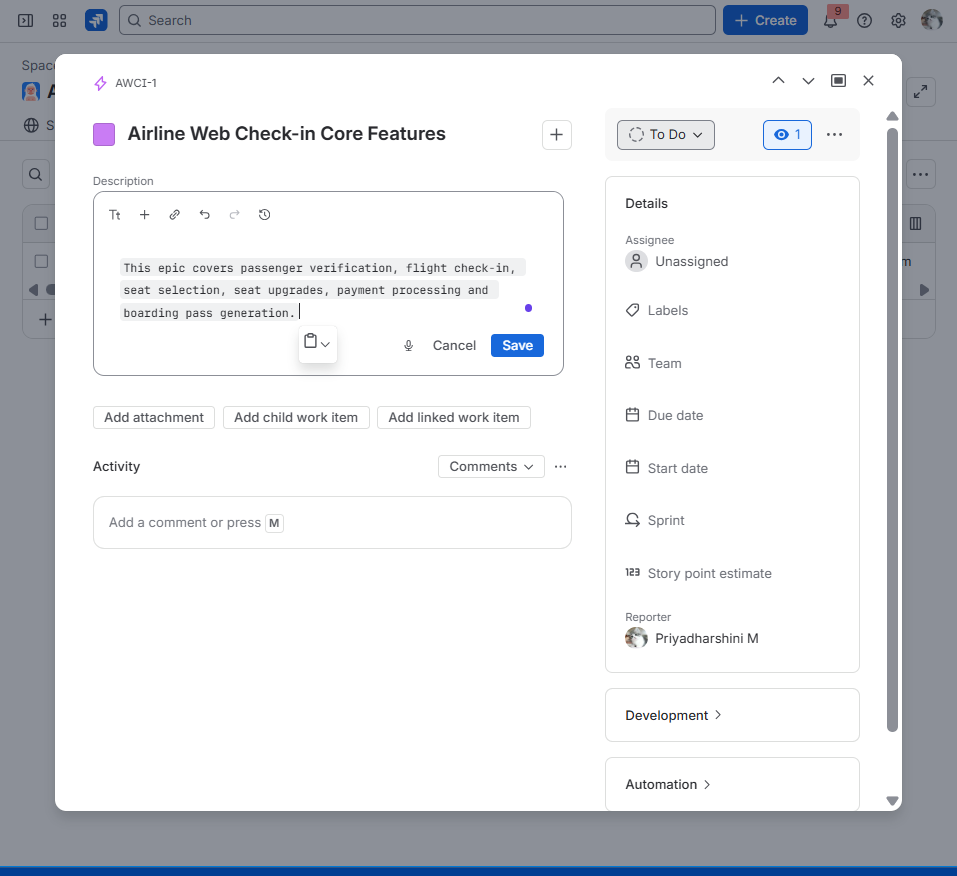 Search
Create
9
Spac
A
S
AWCI-1
Airline Web Check-in Core Features
To Do
1
Description
Tt
This epic covers passenger verification, flight check-in,
seat selection, seat upgrades, payment processing and
boarding pass generation.
Cancel
Save
Add attachment
Add child work item
Add linked work item
Activity
Comments
Add a comment or press M
Details
Assignee
Unassigned
Labels
Team
Due date
Start date
Sprint
123 Story point estimate
Reporter
Priyadharshini M
Development
Automation
m